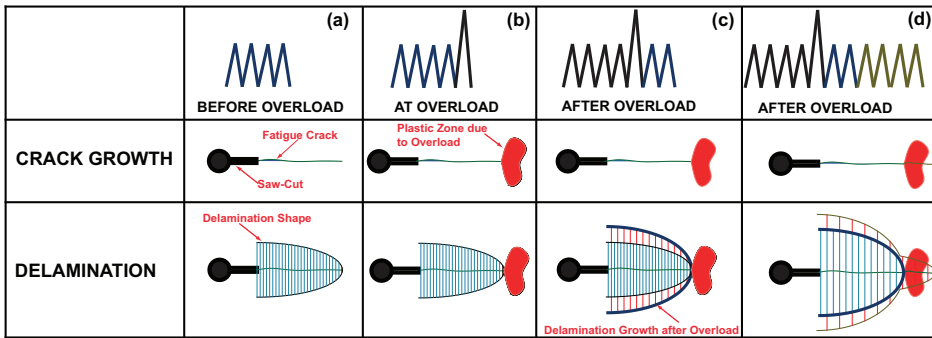 (a)
(b)
(c)
(d)
BEFORE OVERLOAD
AT OVERLOAD
AFTER OVERLOAD
AFTER OVERLOAD
CRACK GROWTH
Fatigue Crack
Saw-Cut
Plastic Zone due
to Overload
DELAMINATION
Delamination Shape
Delamination Growth after Overload